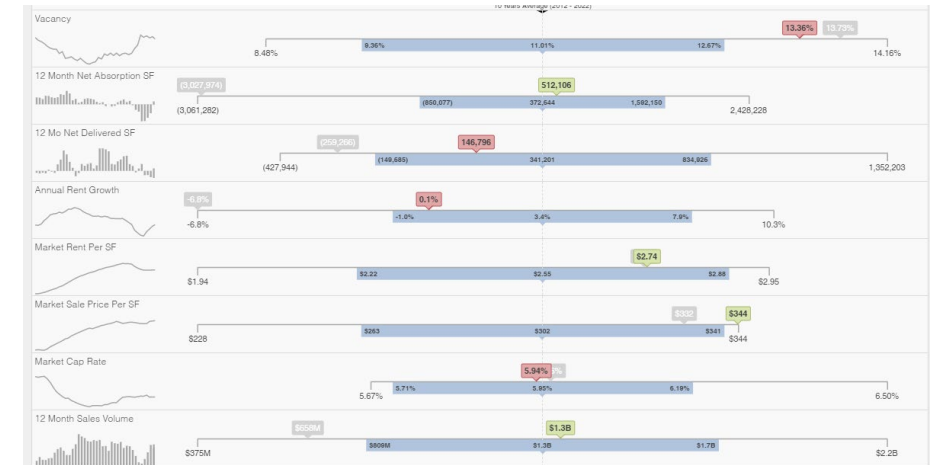 10 Years Average (2012 - 2022)
Vacancy
13.36% 13.73%
9.36% 11.01% 12.67%
8.48% 14.16%
12 Month Net Absorption SF
(3,027,974) 512,106
(850,077) 372,544 1,592,150
(3,061,282) 2,428,228
12 Mo Net Delivered SF
(259,266) 146,796
(149,685) 341,201 834,926
(427,944) 1,352,203
Annual Rent Growth
-6.8% 0.1%
-1.0% 3.4% 7.9%
-6.8% 10.3%
Market Rent Per SF
$2.74
$2.22 $2.55 $2.88
$1.94 $2.95
Market Sale Price Per SF
$332 $344
$263 $302 $341
$228 $344
Market Cap Rate
5.94%
5.71% 5.95% 6.19%
5.67% 6.50%
12 Month Sales Volume
$658M $1.3B
$809M $1.3B $1.7B
$375M $2.2B